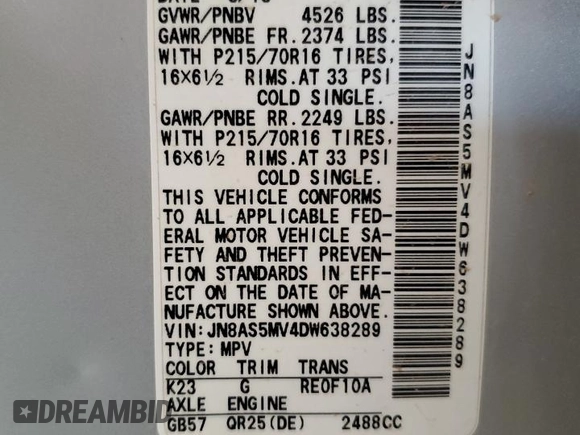 GVWR/PNBV 4526 LBS.
GAWR/PNBE FR. 2374 LBS.
WITH P215/70R16 TIRES,
16×6½ RIMS. AT 33 PSI
COLD SINGLE.
GAWR/PNBE RR. 2249 LBS.
WITH P215/70R16 TIRES,
16×6½ RIMS. AT 33 PSI
COLD SINGLE.
THIS VEHICLE CONFORMS
TO ALL APPLICABLE FED-
ERAL MOTOR VEHICLE SA-
FETY AND THEFT PREVEN-
TION STANDARDS IN EFF-
ECT ON THE DATE OF MA-
NUFACTURE SHOWN ABOVE.
VIN: JN8AS5MV4DW638289
TYPE: MPV
COLOR TRIM TRANS
K23 G RE0F10A
AXLE ENGINE
GB57 QR25(DE) 2488CC
JN8AS5MV4DW638289
DREAMBID